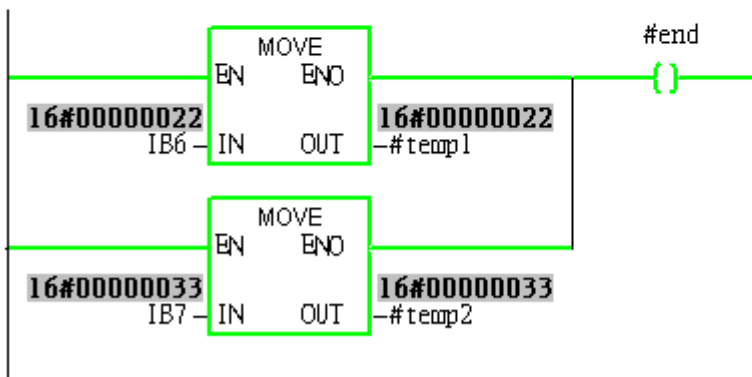 #end
MOVE
EN ENO
16#00000022 16#00000022
IB6 IN OUT #temp1
MOVE
EN ENO
16#00000033 16#00000033
IB7 IN OUT #temp2